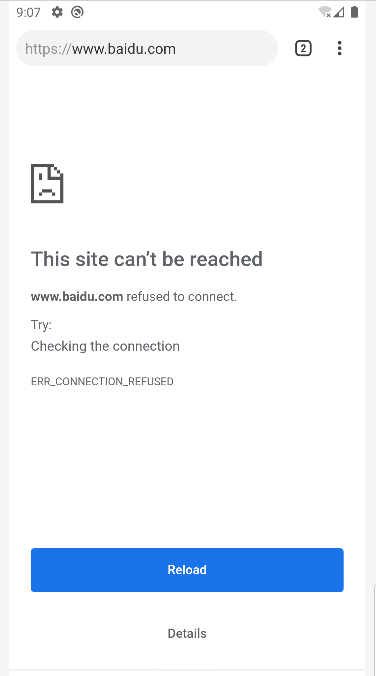 9:07
https://www.baidu.com
2
This site can't be reached
www.baidu.com refused to connect.
Try:
Checking the connection
ERR_CONNECTION_REFUSED
Reload
Details